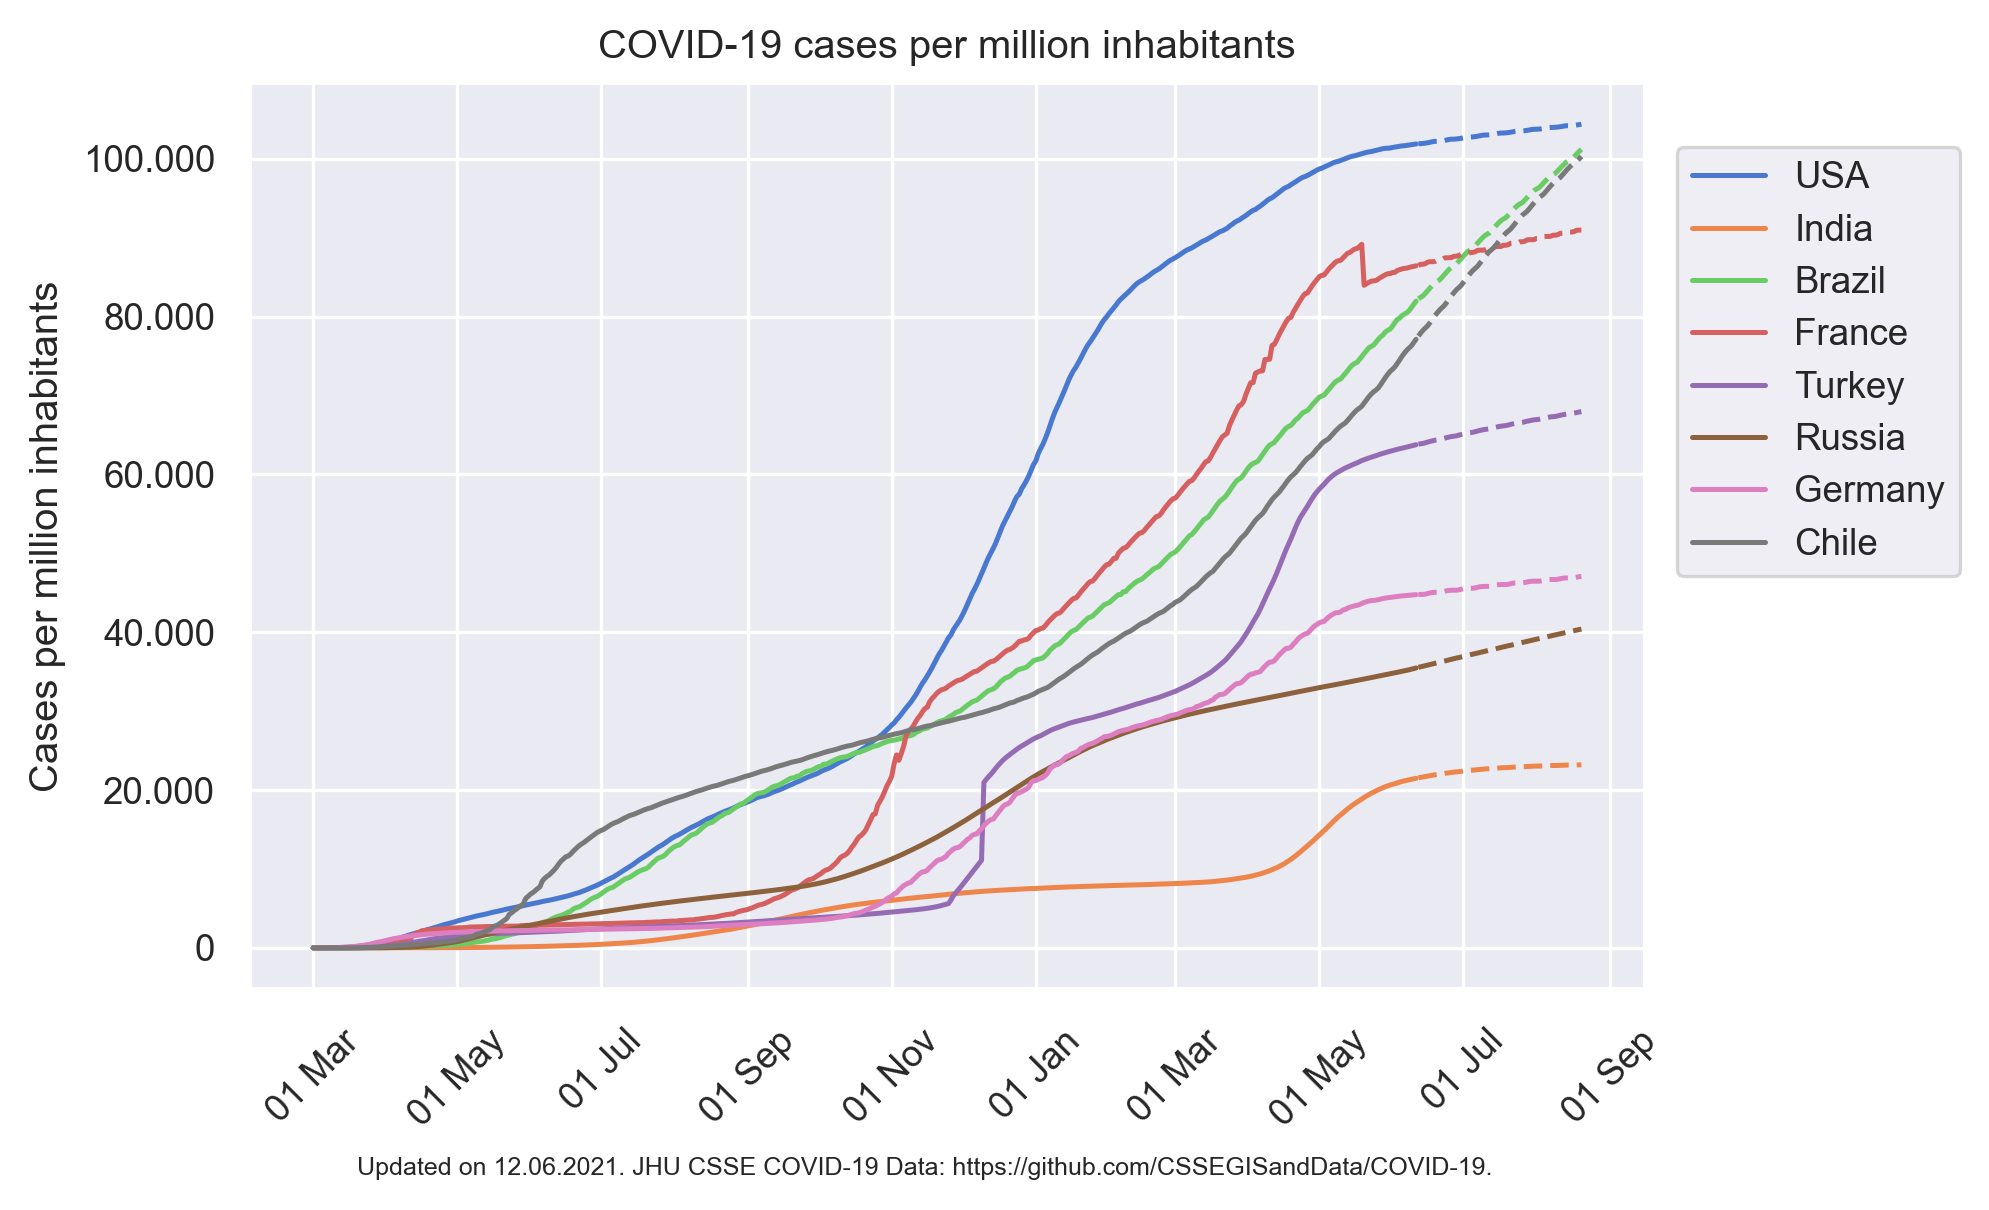 COVID-19 cases per million inhabitants
Cases per million inhabitants
100.000
80.000
60.000
40.000
20.000
0
01 Mar
01 May
01 Jul
01 Sep
01 Nov
01 Jan
01 Mar
01 May
01 Jul
01 Sep
USA
India
Brazil
France
Turkey
Russia
Germany
Chile
Updated on 12.06.2021. JHU CSSE COVID-19 Data: https://github.com/CSSEGISandData/COVID-19.